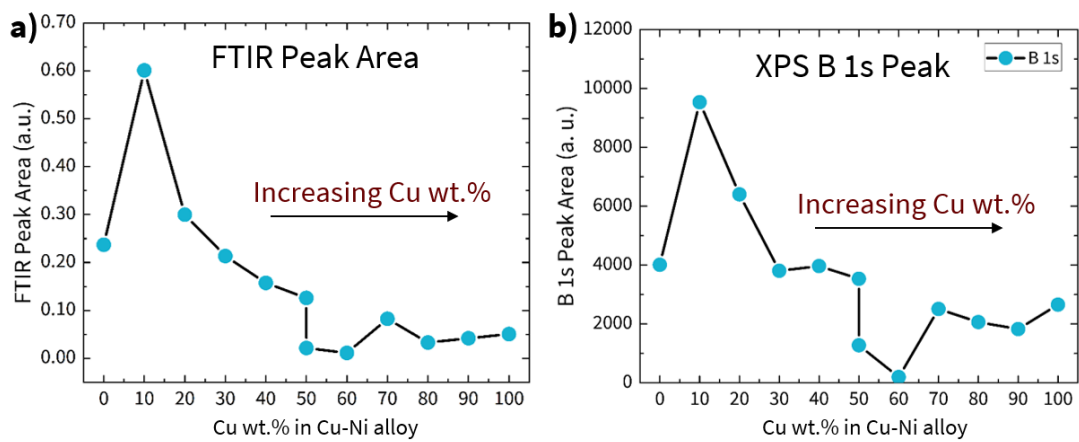 a)
FTIR Peak Area
Increasing Cu wt.%
FTIR Peak Area (a.u.)
0.70
0.60
0.50
0.40
0.30
0.20
0.10
0.00
0 10 20 30 40 50 60 70 80 90 100
Cu wt.% in Cu-Ni alloy
b)
XPS B 1s Peak
B 1s
Increasing Cu wt.%
B 1s Peak Area (a. u.)
12000
10000
8000
6000
4000
2000
0
0 10 20 30 40 50 60 70 80 90 100
Cu wt.% in Cu-Ni alloy